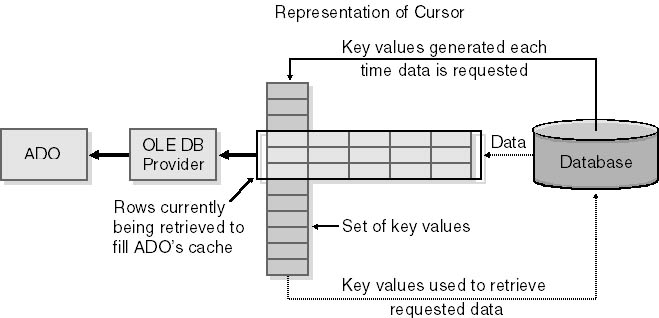 Representation of Cursor
Key values generated each
time data is requested
ADO
OLE DB
Provider
Data
Database
Rows currently
being retrieved to
fill ADO's cache
Set of key values
Key values used to retrieve
requested data